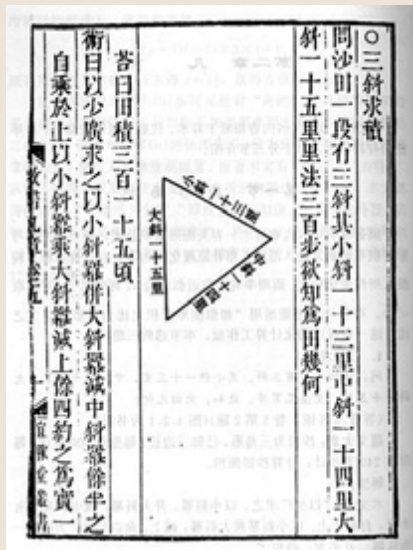 ○三斜求積
問沙田一段有三斜其小斜一十三里中斜一十四里大
斜一十五里里法三百步欲知爲田幾何
小斜一十三里
中斜一十四里
大斜一十五里
荅曰田積三百一十五頃
術曰以少廣求之以小斜冪併大斜冪減中斜冪餘半之
自乘於上以小斜冪乘大斜冪減上餘四約之爲實一
數書九章卷五
宜稼堂叢書